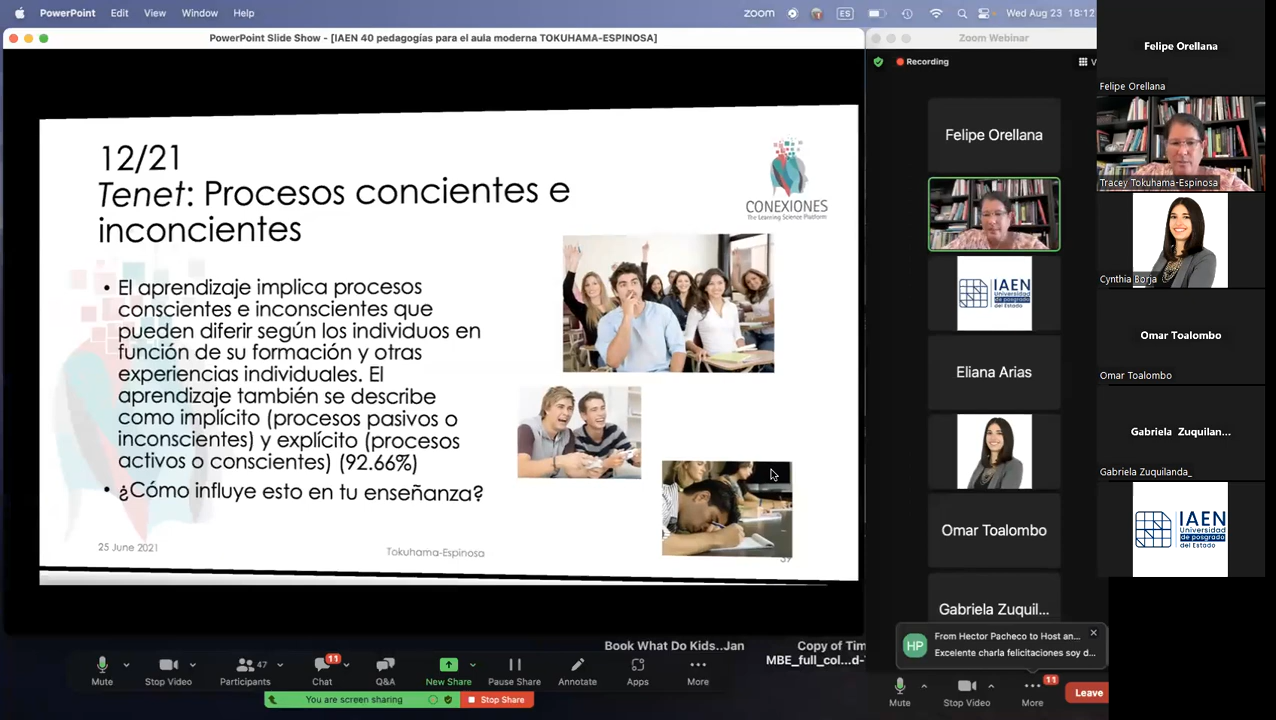 PowerPoint Edit View Window Help
zoom ES Wed Aug 23 18:12
PowerPoint Slide Show - [IAEN 40 pedagogías para el aula moderna TOKUHAMA-ESPINOSA]
12/21
Tenet: Procesos concientes e
inconcientes
CONEXIONES
The Learning Science Platform
• El aprendizaje implica procesos
conscientes e inconscientes que
pueden diferir según los individuos en
función de su formación y otras
experiencias individuales. El
aprendizaje también se describe
como implícito (procesos pasivos o
inconscientes) y explícito (procesos
activos o conscientes) (92.66%)
• ¿Cómo influye esto en tu enseñanza?
25 June 2021
Tokuhama-Espinosa
Book What Do Kids..Jan
Copy of Tim
MBE_full_col...d-
Mute
Stop Video
47
Participants
11
Chat
Q&A
New Share
Pause Share
Annotate
Apps
More
You are screen sharing
Stop Share
Zoom Webinar
Recording
V
Felipe Orellana
IAEN
Universidad
de posgrado
del Estado
Eliana Arias
Omar Toalombo
Gabriela Zuquil...
HP
From Hector Pacheco to Host an...
Excelente charla felicitaciones soy d...
Mute
Stop Video
11
More
Leave
Felipe Orellana
Felipe Orellana
Tracey Tokuhama-Espinosa
Cynthia Borja
Omar Toalombo
Omar Toalombo
Gabriela Zuquilan...
Gabriela Zuquilanda_
IAEN
Universidad
de posgrado
del Estado